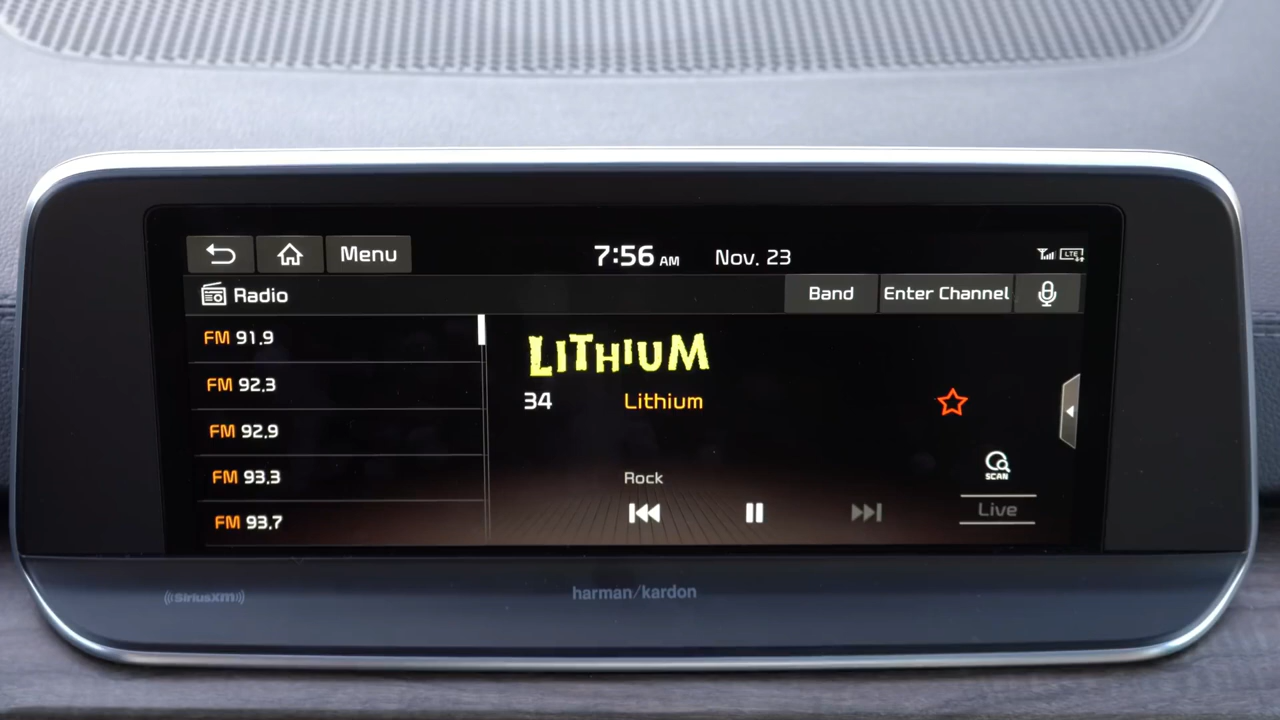 Menu 7:56 AM Nov. 23 LTE
Radio Band Enter Channel
FM 91.9
FM 92.3
FM 92.9
FM 93.3
FM 93.7
LITHIUM
34 Lithium
Rock
SCAN
Live
((SiriusXM))
harman/kardon